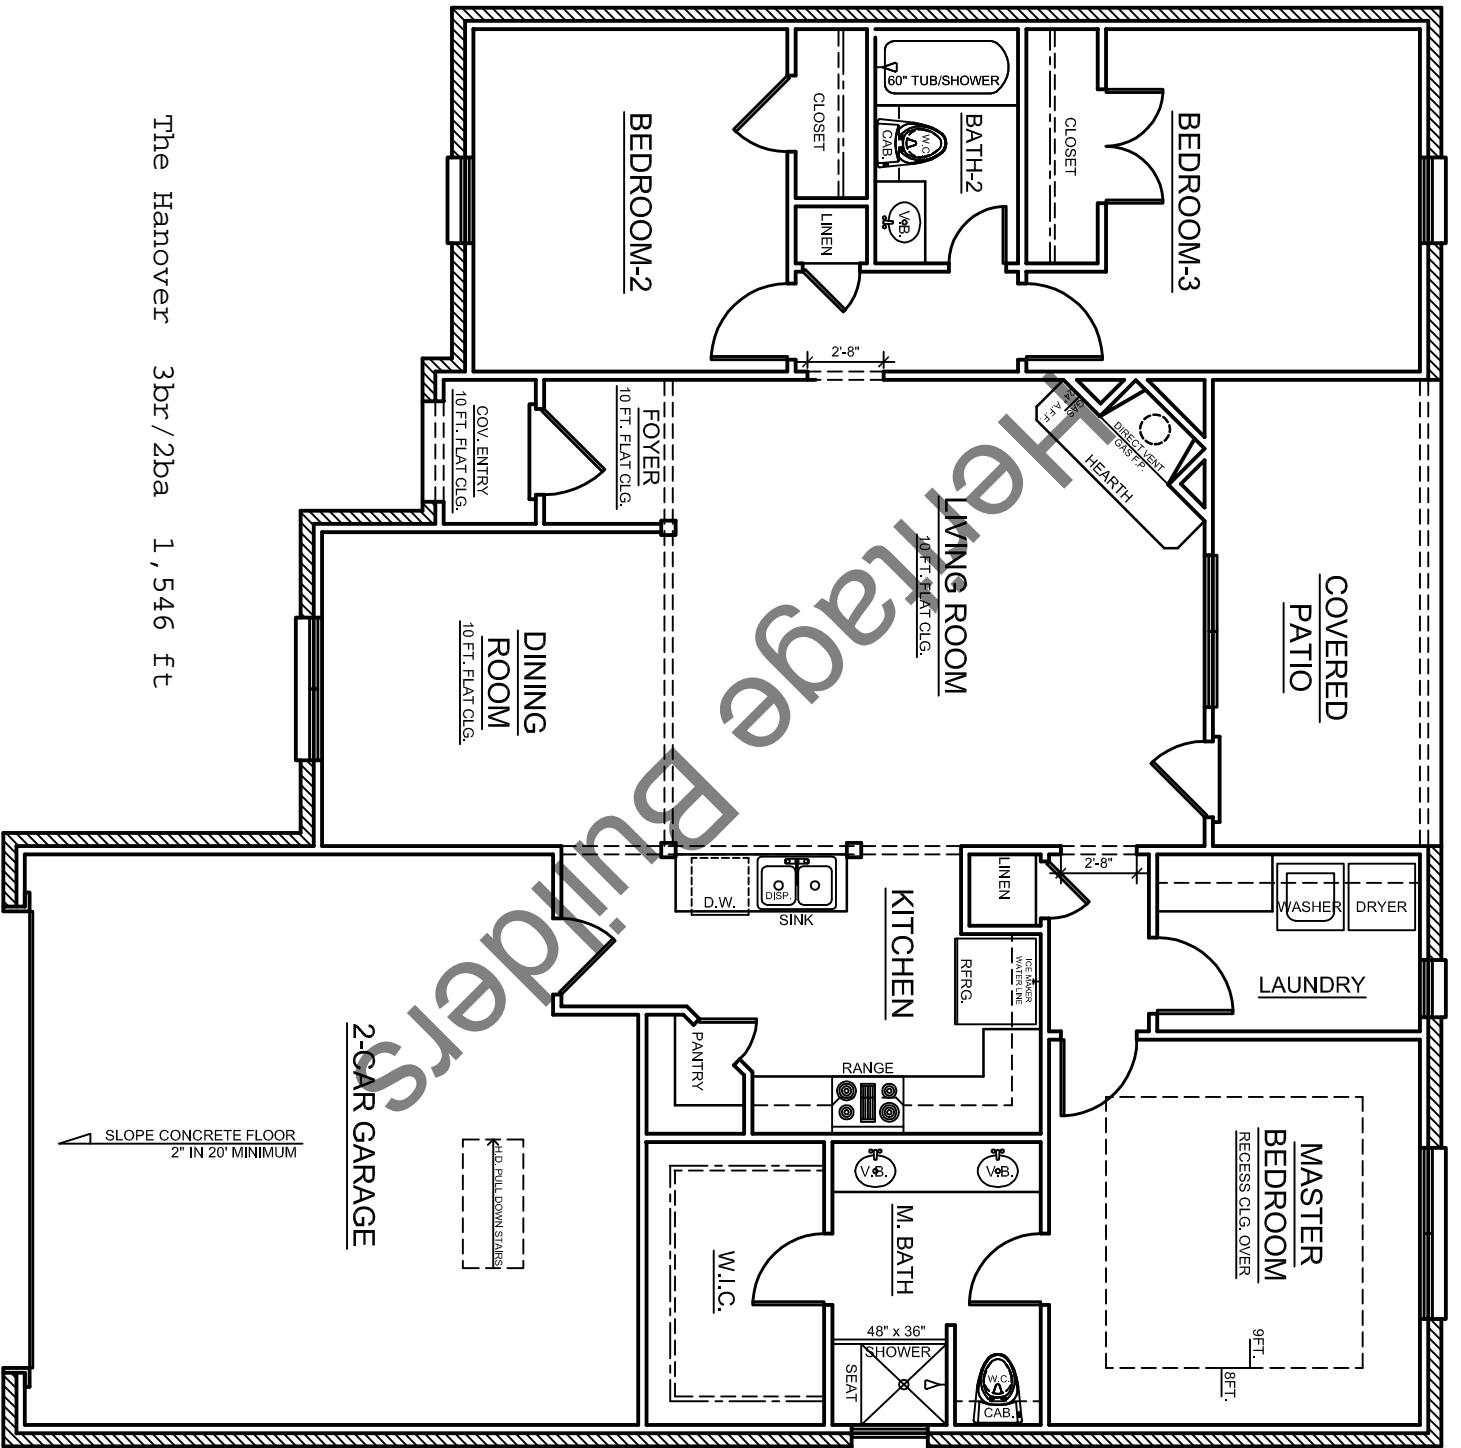 60" TUB/SHOWER
CLOSET
BATH-2
W.C.
CAB.
CLOSET
BEDROOM-3
BEDROOM-2
LINEN
V.B.
2'-8"
COV. ENTRY
10 FT. FLAT CLG.
FOYER
10 FT. FLAT CLG.
GAS
24" A.F.F.
DIRECT VENT
GAS F.P.
HEARTH
LIVING ROOM
10 FT. FLAT CLG.
COVERED
PATIO
DINING
ROOM
10 FT. FLAT CLG.
Heritage Builders
The Hanover 3br/2ba 1,546 ft
2'-8"
LINEN
D.W.
DISP.
SINK
KITCHEN
WASHER
DRYER
LAUNDRY
ICE MAKER
WATER LINE
RFRG.
PANTRY
RANGE
2-CAR GARAGE
SLOPE CONCRETE FLOOR
2" IN 20' MINIMUM
H.D. PULL DOWN STAIRS
W.I.C.
V.B.
V.B.
M. BATH
48" x 36"
SHOWER
SEAT
W.C.
CAB.
MASTER
BEDROOM
RECESS CLG. OVER
9FT.
8FT.